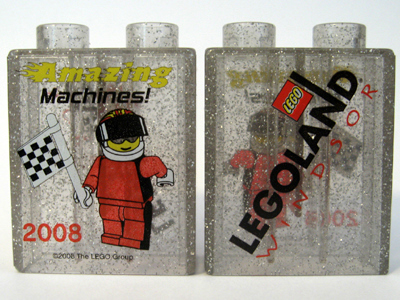 Amazing
Machines!
2008
©2008 The LEGO Group
LEGO
LEGOLAND®
WINDSOR